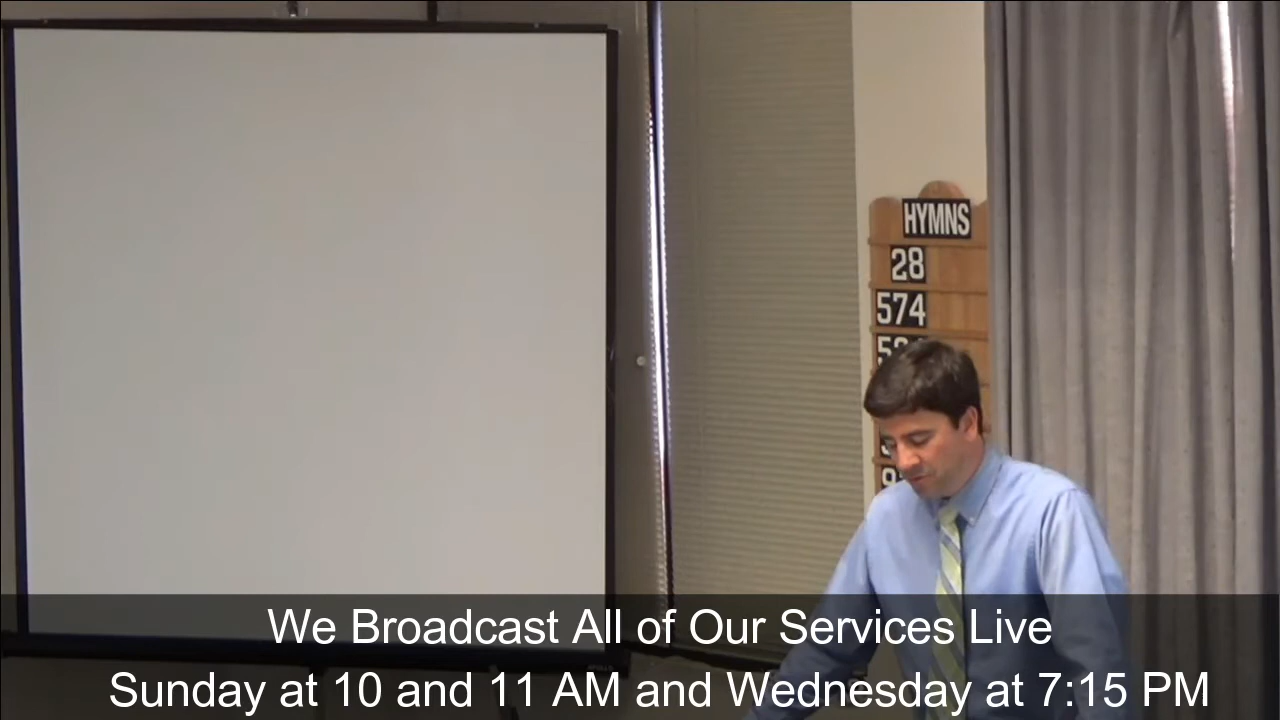 HYMNS
28
574
We Broadcast All of Our Services Live
Sunday at 10 and 11 AM and Wednesday at 7:15 PM